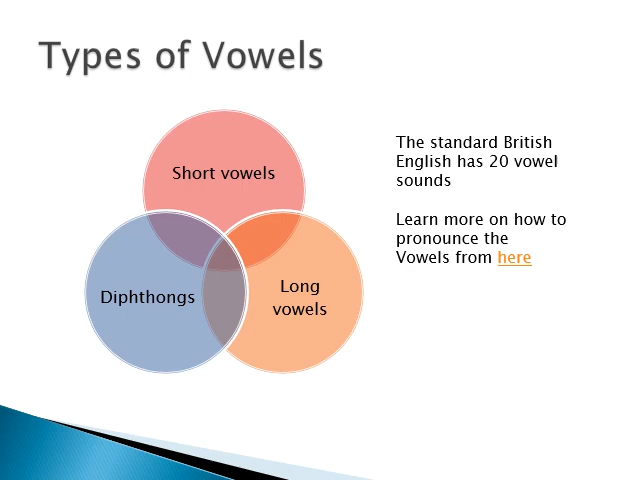 Types of Vowels
Short vowels
Diphthongs
Long
vowels
The standard British
English has 20 vowel
sounds
Learn more on how to
pronounce the
Vowels from here